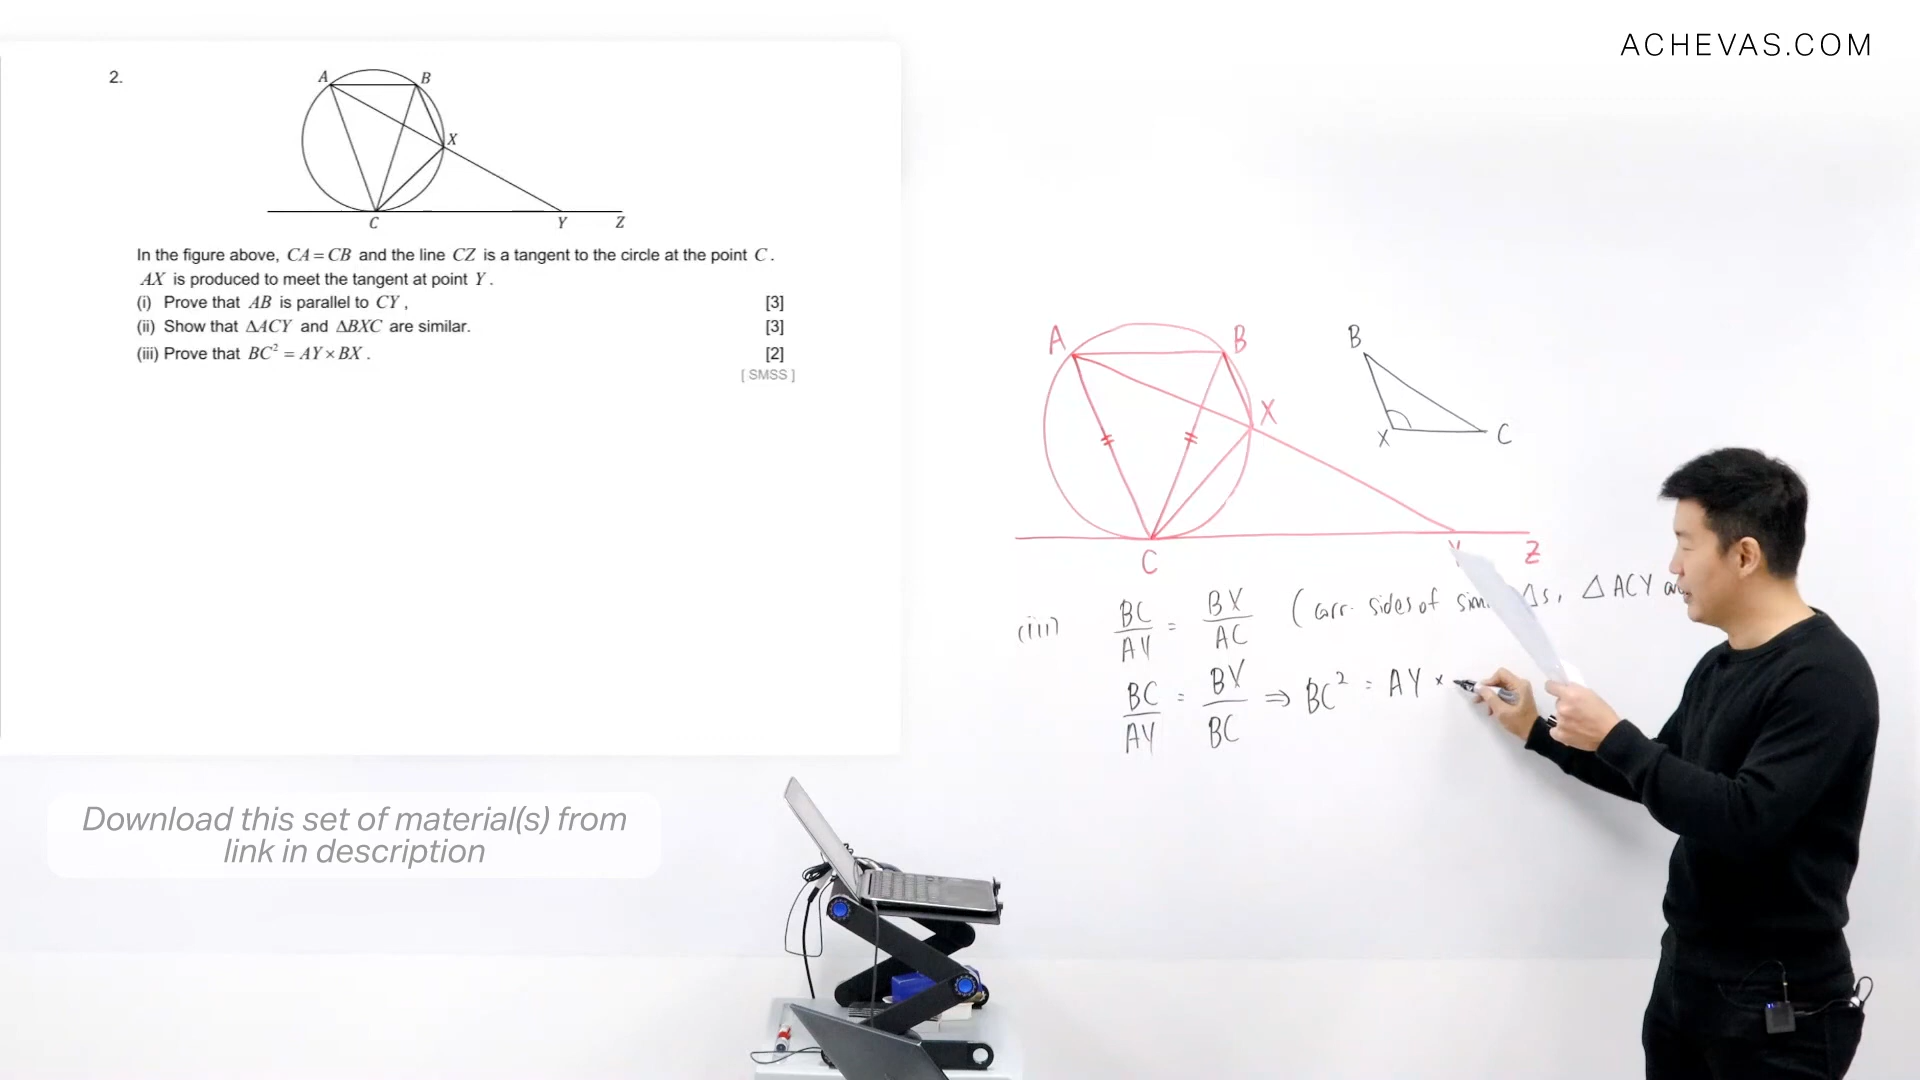 ACHEVAS.COM
2.
A
B
X
C
Y
Z
In the figure above, CA = CB and the line CZ is a tangent to the circle at the point C.
AX is produced to meet the tangent at point Y.
(i) Prove that AB is parallel to CY, [3]
(ii) Show that ΔACY and ΔBXC are similar. [3]
(iii) Prove that BC² = AY × BX. [2]
[ SMSS ]
A
B
X
C
Z
B
X
C
(iii) BC/AY = BX/AC (corr. sides of Δs, Δ ACY
BC/AY = BX/BC ⇒ BC² = AY ×
Download this set of material(s) from
link in description